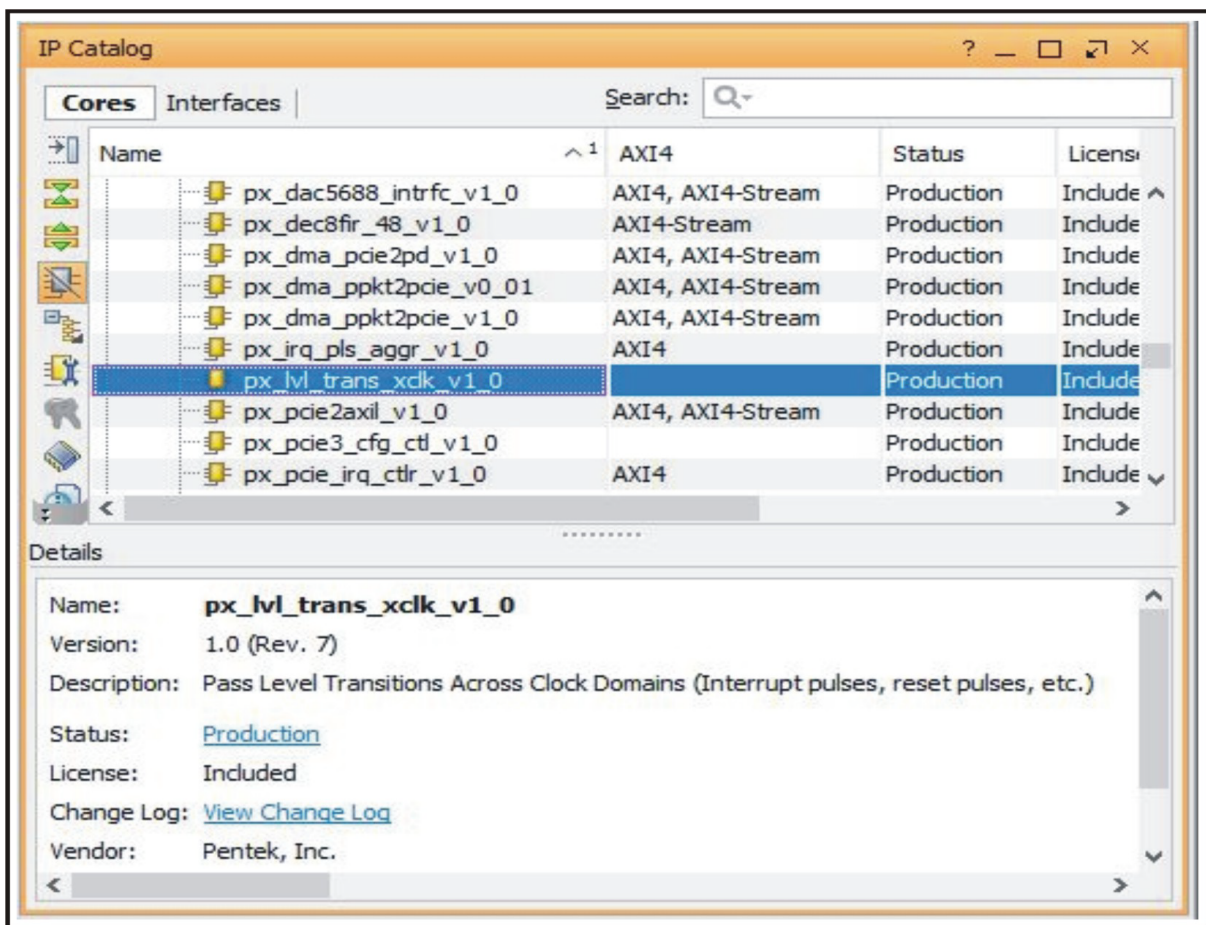 IP Catalog ? _ □ ×
Cores Interfaces Search:
Name 1 AXI4 Status License
px_dac5688_intrfc_v1_0 AXI4, AXI4-Stream Production Include
px_dec8fir_48_v1_0 AXI4-Stream Production Include
px_dma_pcie2pd_v1_0 AXI4, AXI4-Stream Production Include
px_dma_ppkt2pcie_v0_01 AXI4, AXI4-Stream Production Include
px_dma_ppkt2pcie_v1_0 AXI4, AXI4-Stream Production Include
px_irq_pls_aggr_v1_0 AXI4 Production Include
px_lvl_trans_xclk_v1_0 Production Include
px_pcie2axil_v1_0 AXI4, AXI4-Stream Production Include
px_pcie3_cfg_ctl_v1_0 Production Include
px_pcie_irq_ctlr_v1_0 AXI4 Production Include
Details
Name: px_lvl_trans_xclk_v1_0
Version: 1.0 (Rev. 7)
Description: Pass Level Transitions Across Clock Domains (Interrupt pulses, reset pulses, etc.)
Status: Production
License: Included
Change Log: View Change Log
Vendor: Pentek, Inc.